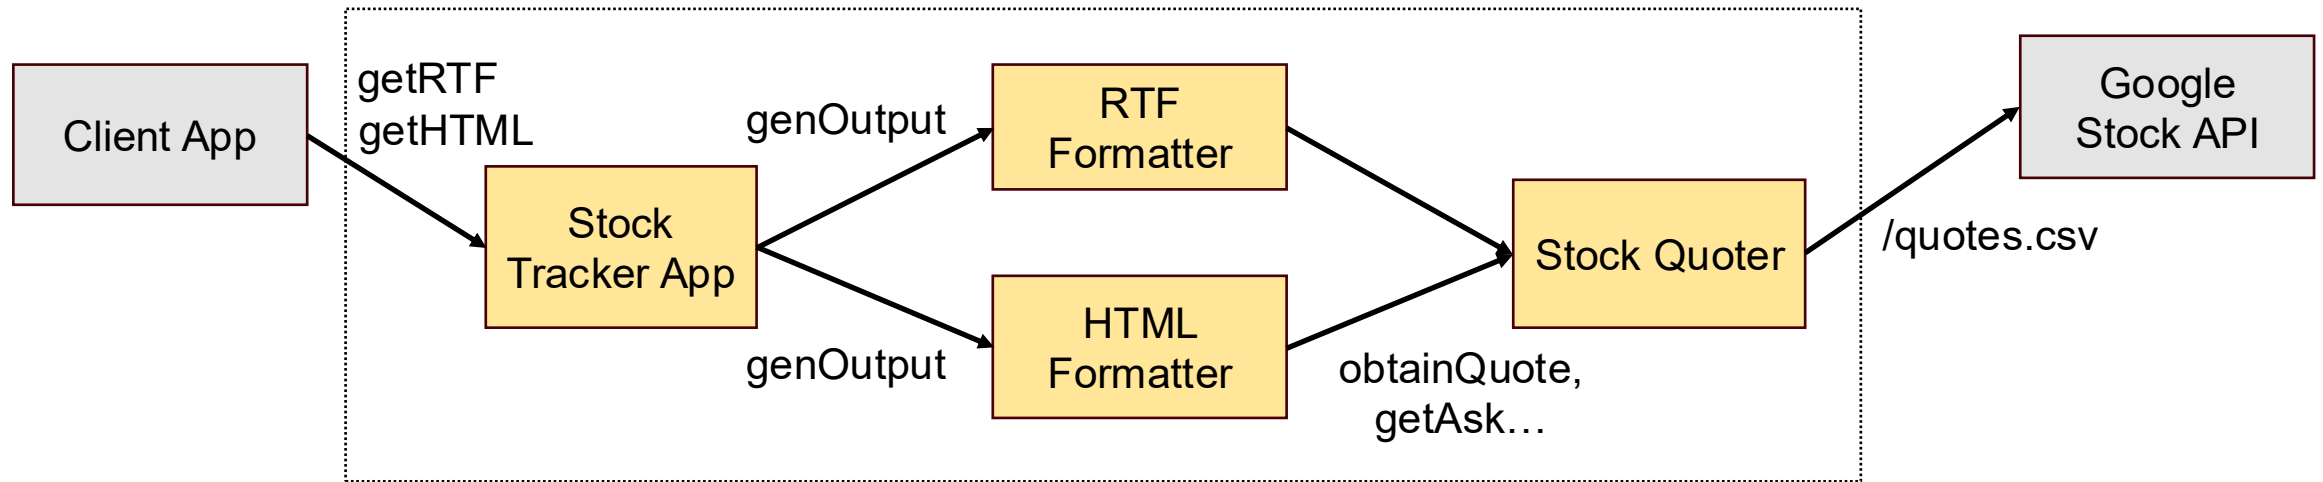 Client App
getRTF
getHTML
Stock
Tracker App
genOutput
genOutput
RTF
Formatter
HTML
Formatter
obtainQuote,
getAsk…
Stock Quoter
/quotes.csv
Google
Stock API